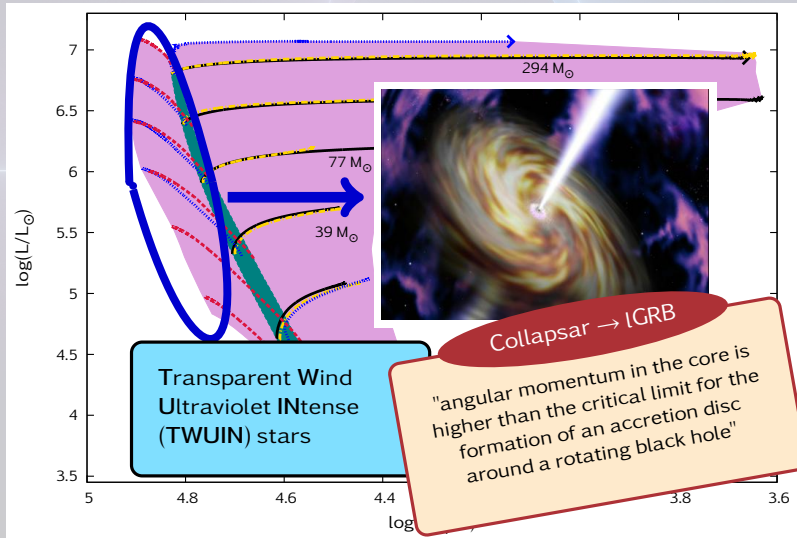 7
6.5
6
5.5
5
4.5
4
3.5
log(L/L⊙)
294 M⊙
77 M⊙
39 M⊙
Transparent Wind
Ultraviolet INtense
(TWUIN) stars
Collapsar → lGRB
"angular momentum in the core is
higher than the critical limit for the
formation of an accretion disc
around a rotating black hole"
5
4.8
4.6
4.4
3.8
3.6